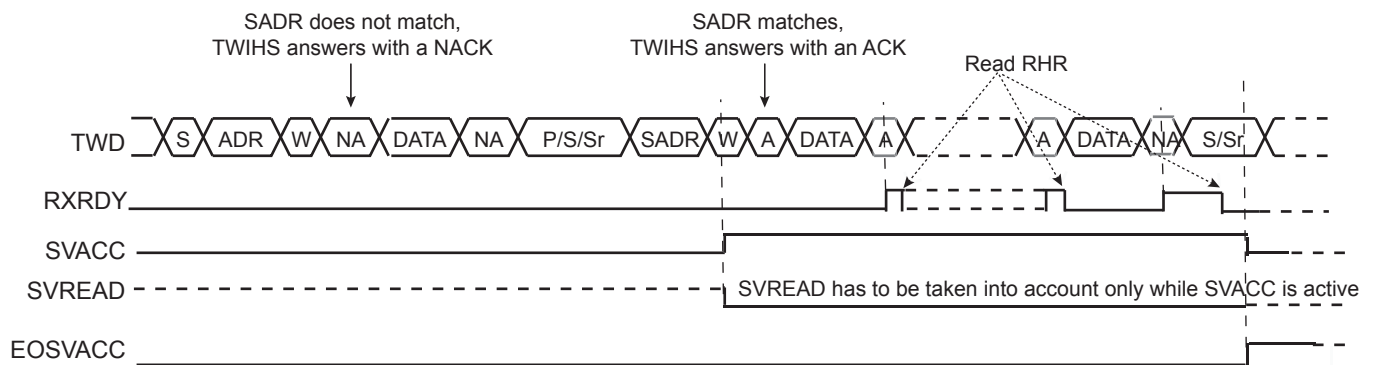 SADR does not match,
TWIHS answers with a NACK
SADR matches,
TWIHS answers with an ACK
Read RHR
TWD S ADR W NA DATA NA P/S/Sr SADR W A DATA A A DATA NA S/Sr
RXRDY
SVACC
SVREAD SVREAD has to be taken into account only while SVACC is active
EOSVACC